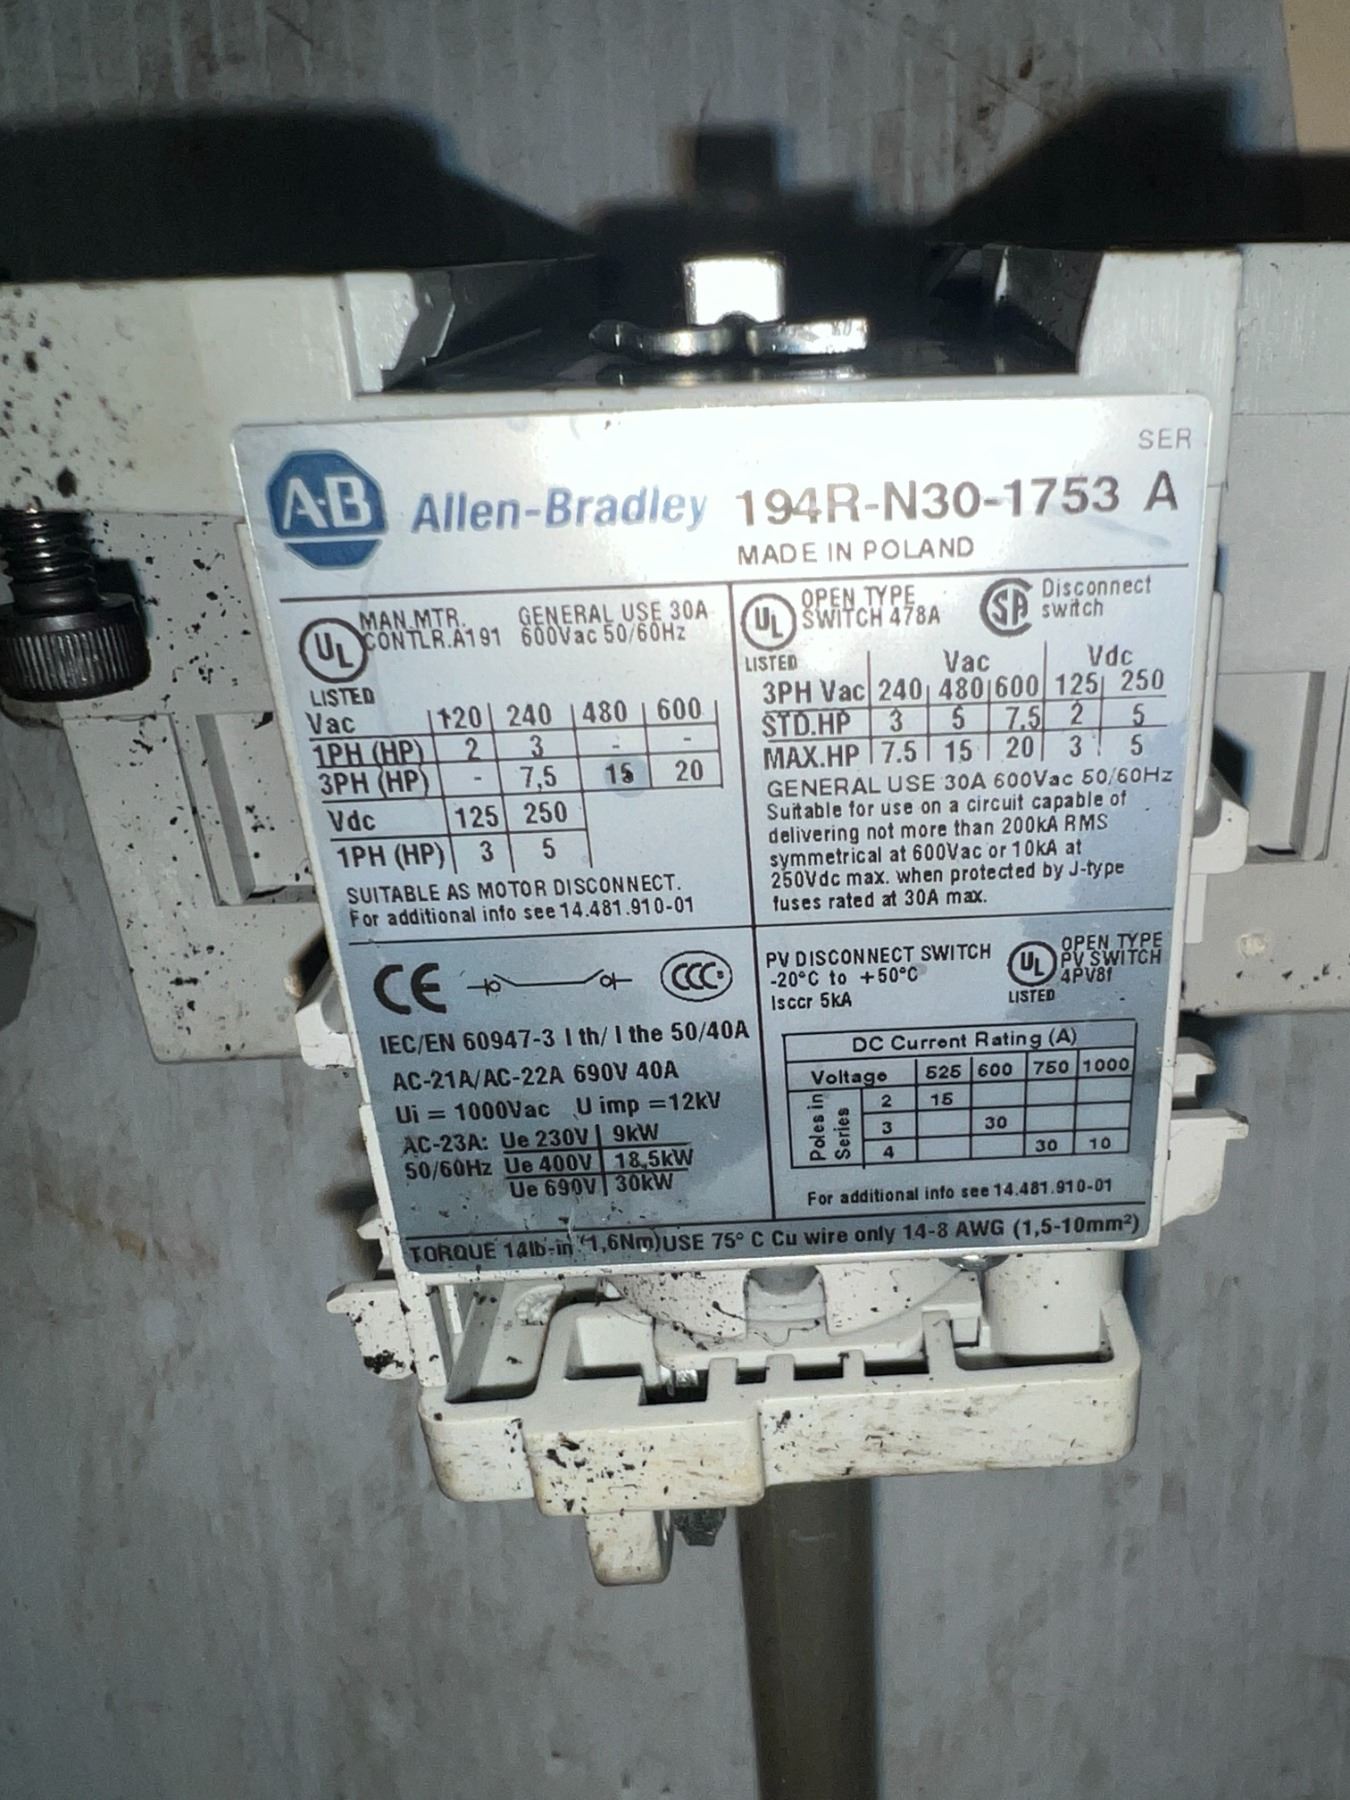 SER
A-B Allen-Bradley 194R-N30-1753 A
MADE IN POLAND
UL LISTED
MAN.MTR. CONTLR.A191
GENERAL USE 30A
600Vac 50/60Hz
Vac 120 240 480 600
1PH (HP) 2 3 - -
3PH (HP) - 7,5 15 20
Vdc 125 250
1PH (HP) 3 5
SUITABLE AS MOTOR DISCONNECT.
For additional info see 14.481.910-01
UL LISTED
OPEN TYPE
SWITCH 478A
SA Disconnect
switch
Vac Vdc
3PH Vac 240 480 600 125 250
STD.HP 3 5 7.5 2 5
MAX.HP 7.5 15 20 3 5
GENERAL USE 30A 600Vac 50/60Hz
Suitable for use on a circuit capable of
delivering not more than 200kA RMS
symmetrical at 600Vac or 10kA at
250Vdc max. when protected by J-type
fuses rated at 30A max.
CE CCC
IEC/EN 60947-3 I th/ I the 50/40A
AC-21A/AC-22A 690V 40A
Ui = 1000Vac U imp =12kV
AC-23A: Ue 230V 9kW
50/60Hz Ue 400V 18,5kW
Ue 690V 30kW
PV DISCONNECT SWITCH
-20°C to +50°C
Isccr 5kA
UL LISTED
OPEN TYPE
PV SWITCH
4PV8f
DC Current Rating (A)
Voltage 525 600 750 1000
Poles in
Series
2 15
3 30
4 30 10
For additional info see 14.481.910-01
TORQUE 14lb-in (1,6Nm) USE 75° C Cu wire only 14-8 AWG (1,5-10mm²)